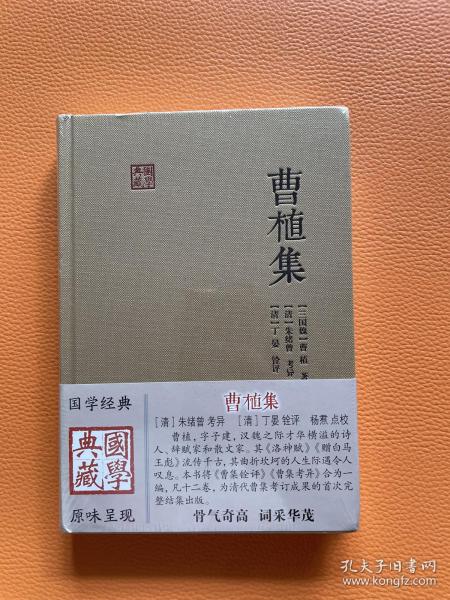 國學
典藏
曹植集
［三国魏］曹植 著
［清］朱绪曾 考异
［清］丁晏 铨评
国学经典
國學
典藏
原味呈现
曹植集
［清］朱绪曾 考异 ［清］丁晏 铨评 杨焄 点校
曹植，字子建，汉魏之际才华横溢的诗
人、辞赋家和散文家。其《洛神赋》《赠白马
王彪》流传千古，其曲折坎坷的人生际遇令人
叹息。本书将《曹集铨评》《曹集考异》合为一
编，凡十二卷，为清代曹集考订成果的首次完
整结集出版。
骨气奇高 词采华茂
孔夫子旧书网
www.kongfz.com